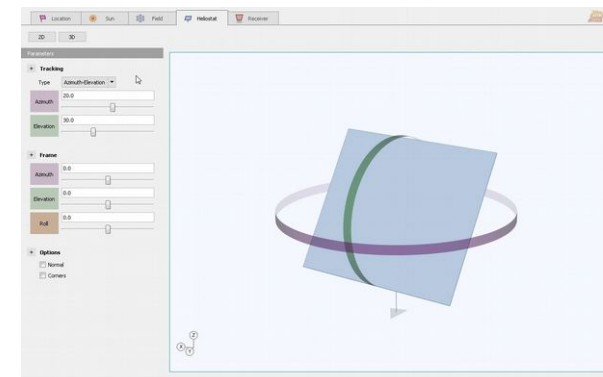 Location Sun Field Heliostat Receiver
2D 3D
Parameters
Tracking
Type Azimuth-Elevation
Azimuth 20.0
Elevation 30.0
Frame
Azimuth 0.0
Elevation 0.0
Roll 0.0
Options
Normal
Corners
Z
X
Y